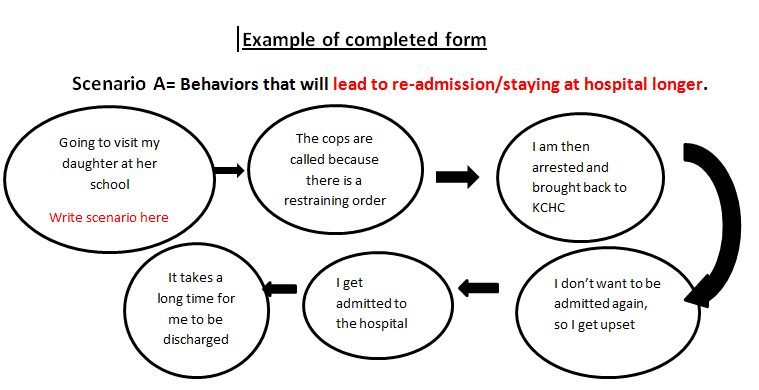 Example of completed form
Scenario A= Behaviors that will lead to re-admission/staying at hospital longer.
Going to visit my
daughter at her
school
Write scenario here
The cops are
called because
there is a
restraining order
I am then
arrested and
brought back to
KCHC
I don’t want to be
admitted again,
so I get upset
I get
admitted to
the hospital
It takes a
long time for
me to be
discharged